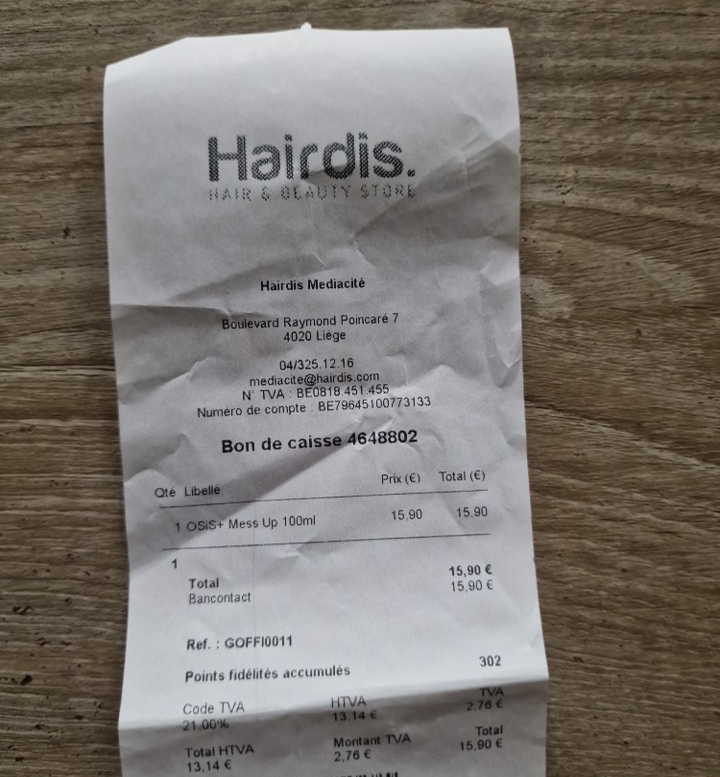 Hairdis.
HAIR & BEAUTY STORE
Hairdis Mediacité
Boulevard Raymond Poincaré 7
4020 Liège
04/325.12.16
mediacite@hairdis.com
N° TVA : BE0818.451.455
Numéro de compte : BE79645100773133
Bon de caisse 4648802
Qté Libellé Prix (€) Total (€)
1 OSiS+ Mess Up 100ml 15,90 15,90
1
Total 15,90 €
Bancontact 15,90 €
Ref. : GOFFI0011
Points fidélités accumulés 302
Code TVA HTVA TVA
21.00% 13.14 € 2.76 €
Total HTVA Montant TVA Total
13,14 € 2,76 € 15,90 €